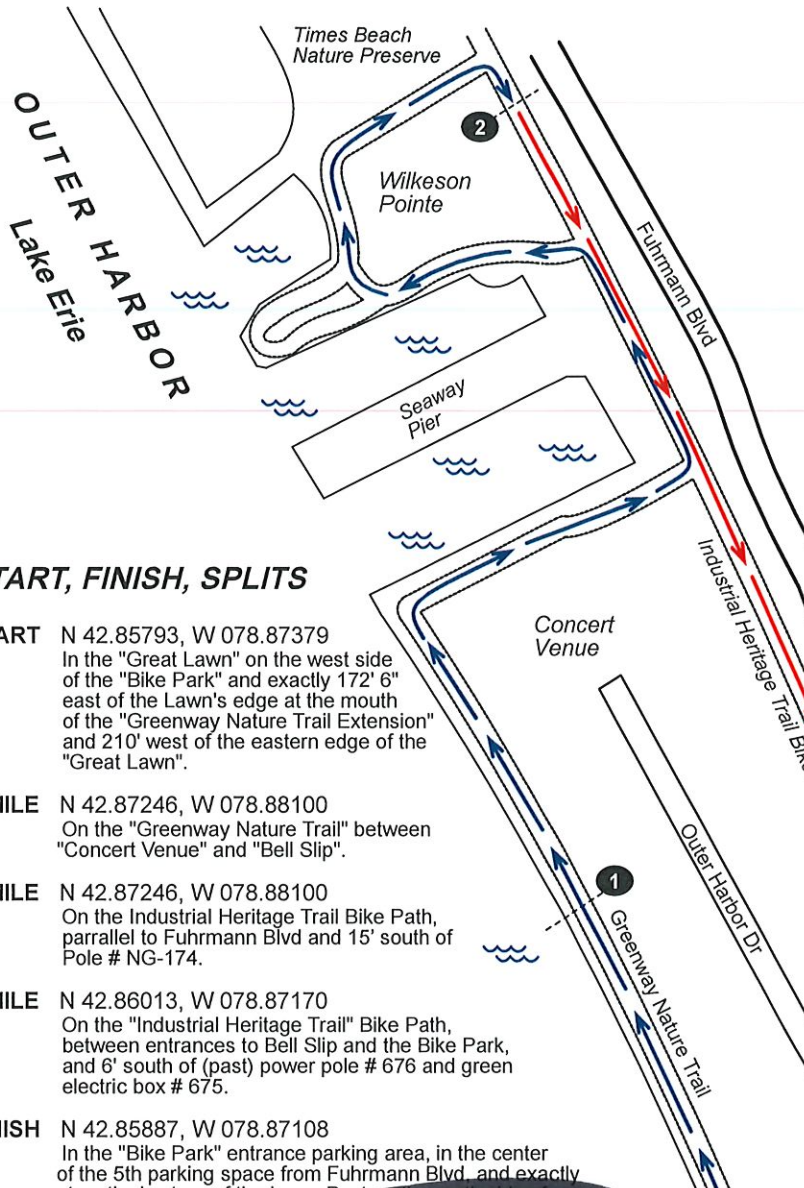 Times Beach
Nature Preserve
OUTER HARBOR
Lake Erie
2
Wilkeson
Pointe
Fuhrmann Blvd
Seaway
Pier
Industrial Heritage Trail Bike
Concert
Venue
Outer Harbor Dr
1
Greenway Nature Trail
TART, FINISH, SPLITS
ART N 42.85793, W 078.87379
In the "Great Lawn" on the west side
of the "Bike Park" and exactly 172' 6"
east of the Lawn's edge at the mouth
of the "Greenway Nature Trail Extension"
and 210' west of the eastern edge of the
"Great Lawn".
MILE N 42.87246, W 078.88100
On the "Greenway Nature Trail" between
"Concert Venue" and "Bell Slip".
MILE N 42.87246, W 078.88100
On the Industrial Heritage Trail Bike Path,
parrallel to Fuhrmann Blvd and 15' south of
Pole # NG-174.
MILE N 42.86013, W 078.87170
On the "Industrial Heritage Trail" Bike Path,
between entrances to Bell Slip and the Bike Park,
and 6' south of (past) power pole # 676 and green
electric box # 675.
NISH N 42.85887, W 078.87108
In the "Bike Park" entrance parking area, in the center
of the 5th parking space from Fuhrmann Blvd, and exactly